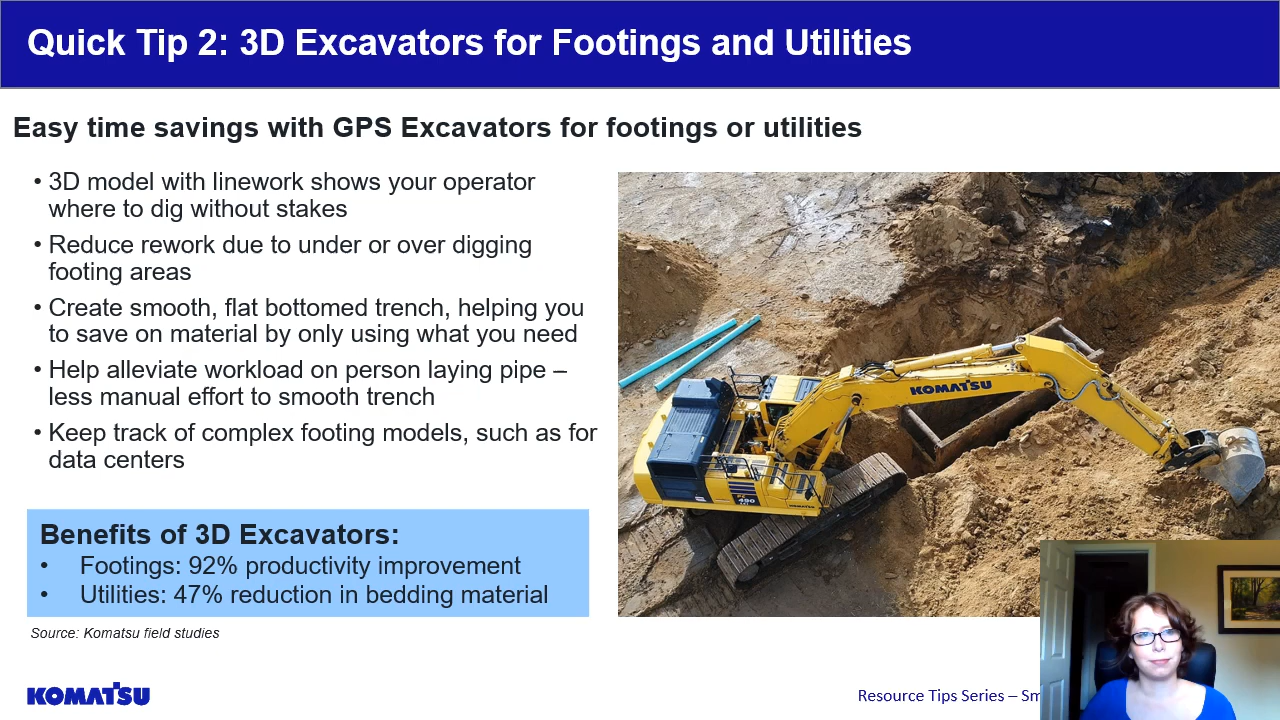 Quick Tip 2: 3D Excavators for Footings and Utilities
Easy time savings with GPS Excavators for footings or utilities
• 3D model with linework shows your operator
where to dig without stakes
• Reduce rework due to under or over digging
footing areas
• Create smooth, flat bottomed trench, helping you
to save on material by only using what you need
• Help alleviate workload on person laying pipe –
less manual effort to smooth trench
• Keep track of complex footing models, such as for
data centers
KOMATSU
490
Benefits of 3D Excavators:
• Footings: 92% productivity improvement
• Utilities: 47% reduction in bedding material
Source: Komatsu field studies
KOMATSU
Resource Tips Series –